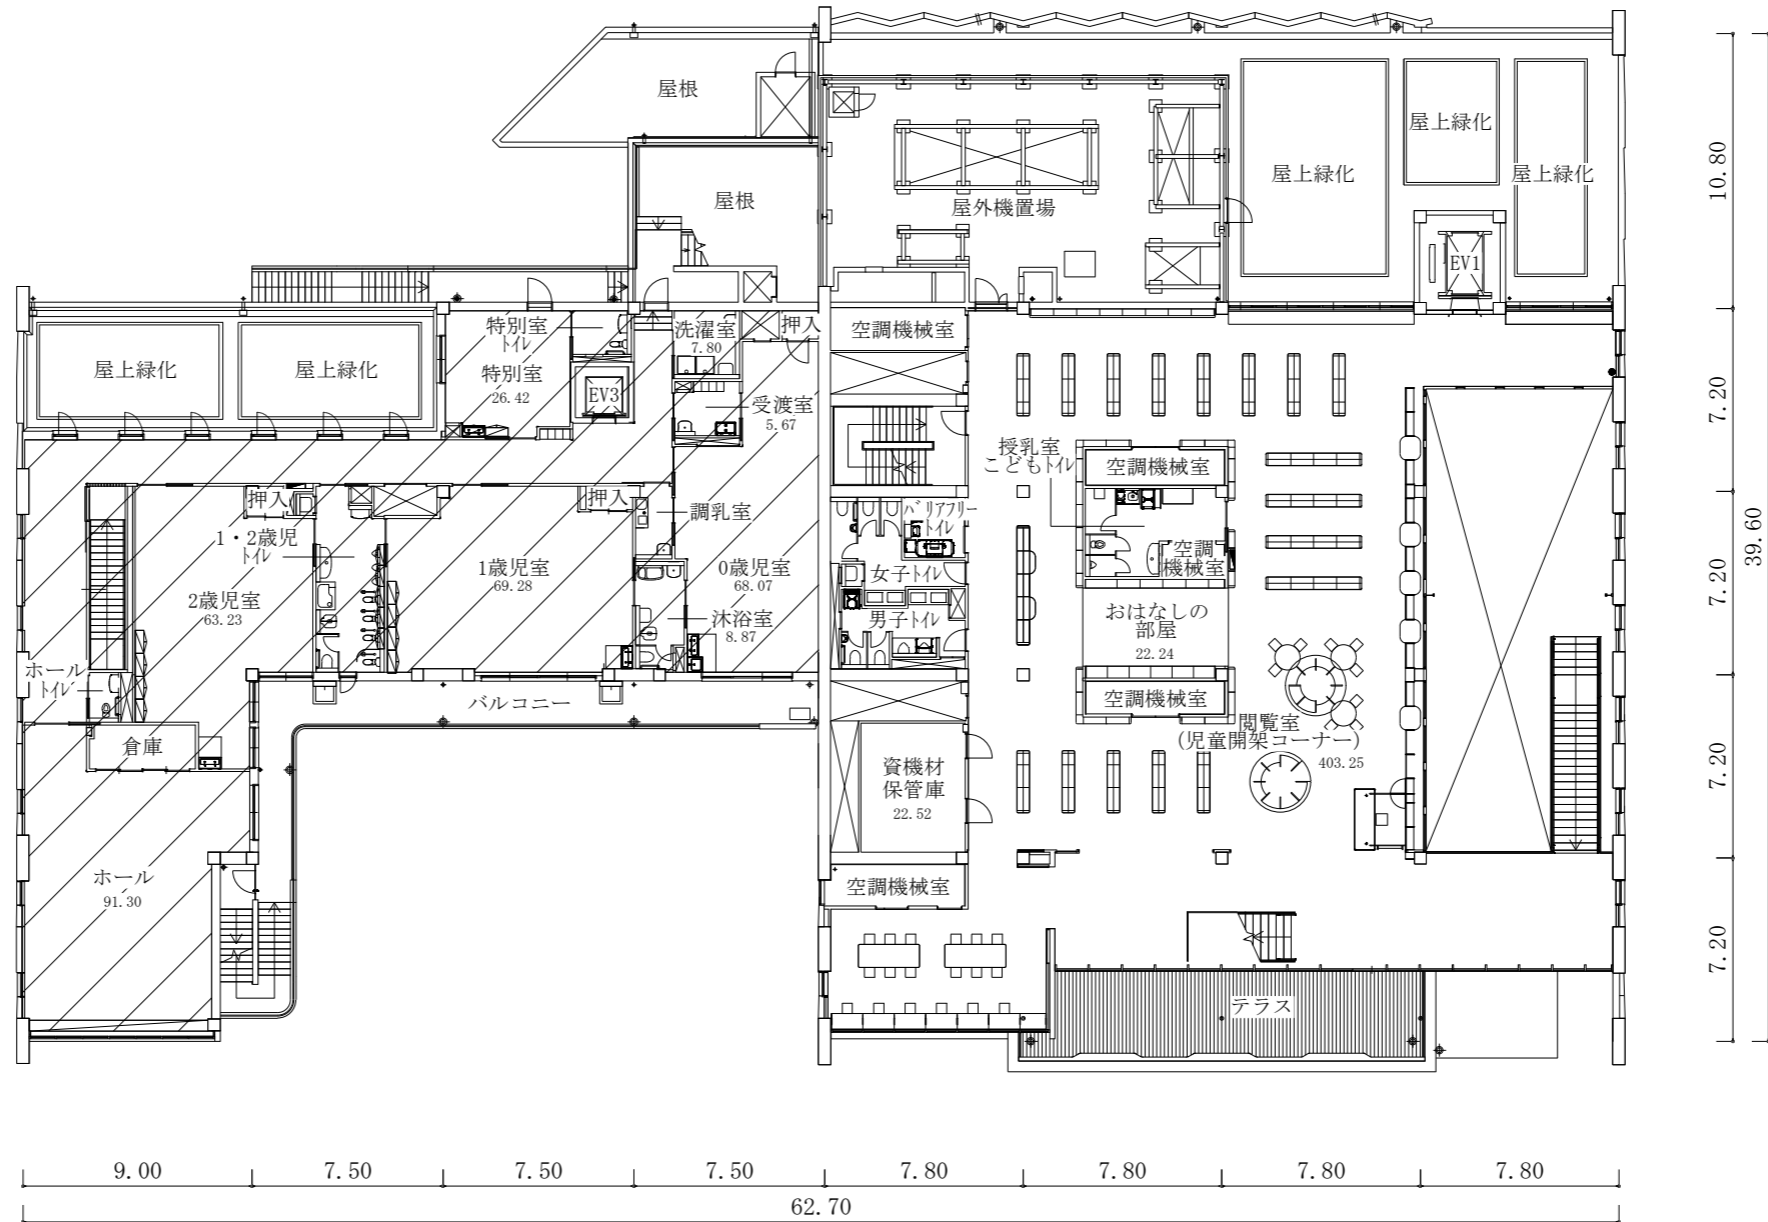 屋根
屋上緑化
10.80
屋上緑化
屋上緑化
屋根
屋外機置場
EV1
39.60
特別室
トイレ
洗濯室
7.80
押入
空調機械室
屋上緑化
屋上緑化
特別室
26.42
EV3
受渡室
5.67
7.20
授乳室
こどもトイレ
空調機械室
押入
押入
調乳室
バリアフリー
トイレ
1・2歳児
トイレ
空調
機械室
1歳児室
69.28
0歳児室
68.07
女子トイレ
7.20
2歳児室
63.23
沐浴室
8.87
男子トイレ
おはなしの
部屋
22.24
ホール
トイレ
バルコニー
空調機械室
閲覧室
(児童開架コーナー)
403.25
倉庫
資機材
保管庫
22.52
7.20
ホール
91.30
空調機械室
7.20
テラス
9.00 7.50 7.50 7.50 7.80 7.80 7.80 7.80
62.70